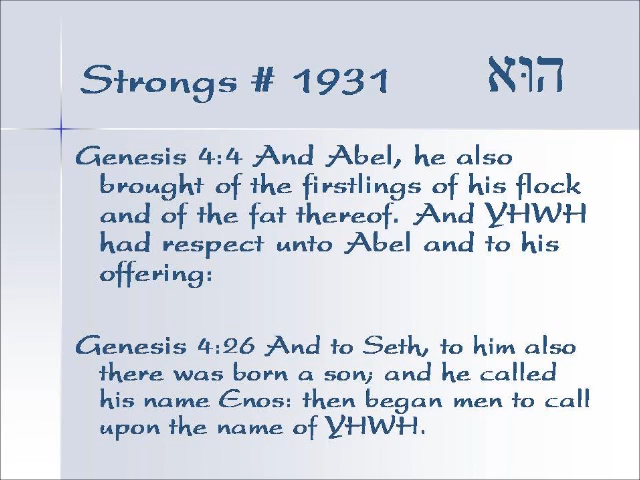 Strongs # 1931 הוּא
Genesis 4:4 And Abel, he also
brought of the firstlings of his flock
and of the fat thereof. And YHWH
had respect unto Abel and to his
offering:
Genesis 4:26 And to Seth, to him also
there was born a son; and he called
his name Enos: then began men to call
upon the name of YHWH.